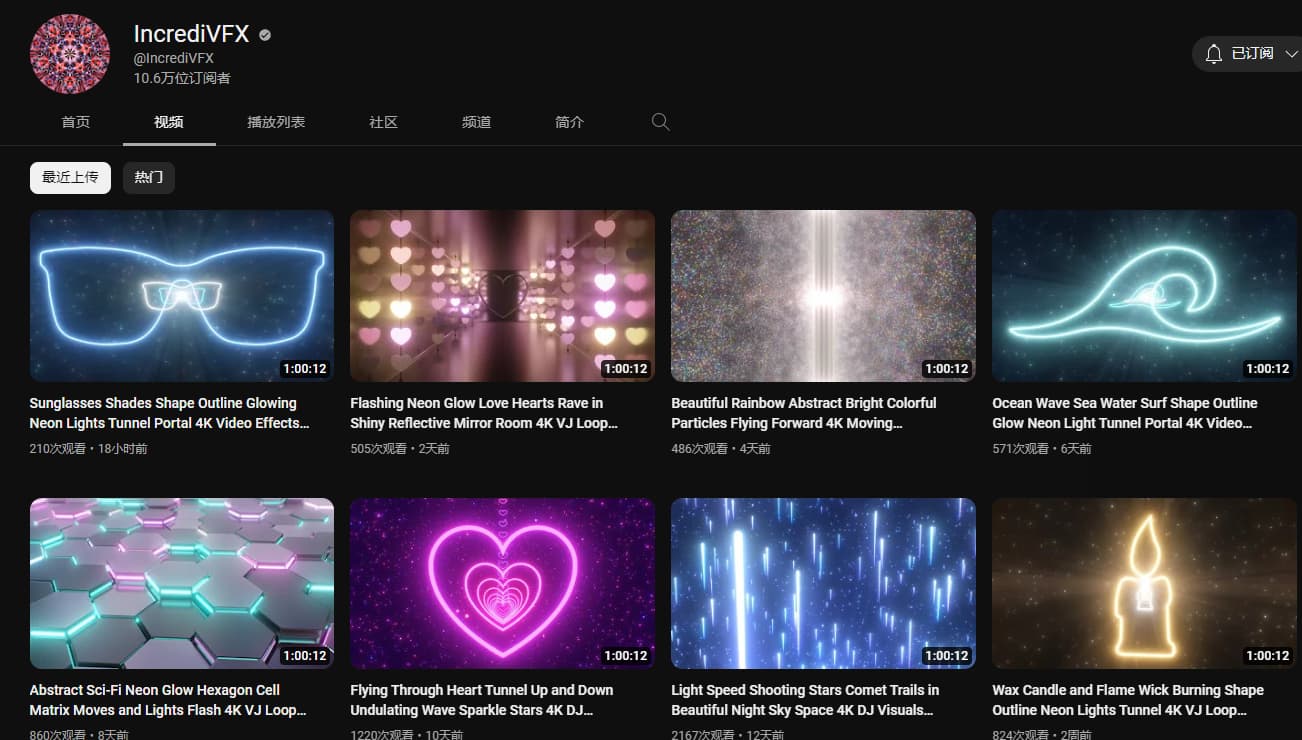 IncrediVFX
@IncrediVFX
10.6万位订阅者
已订阅
首页
视频
播放列表
社区
频道
简介
最近上传
热门
1:00:12
1:00:12
1:00:12
1:00:12
Sunglasses Shades Shape Outline Glowing
Neon Lights Tunnel Portal 4K Video Effects...
210次观看 • 18小时前
Flashing Neon Glow Love Hearts Rave in
Shiny Reflective Mirror Room 4K VJ Loop...
505次观看 • 2天前
Beautiful Rainbow Abstract Bright Colorful
Particles Flying Forward 4K Moving...
486次观看 • 4天前
Ocean Wave Sea Water Surf Shape Outline
Glow Neon Light Tunnel Portal 4K Video...
571次观看 • 6天前
1:00:12
1:00:12
1:00:12
1:00:12
Abstract Sci-Fi Neon Glow Hexagon Cell
Matrix Moves and Lights Flash 4K VJ Loop...
860次观看 • 8天前
Flying Through Heart Tunnel Up and Down
Undulating Wave Sparkle Stars 4K DJ...
1220次观看 • 10天前
Light Speed Shooting Stars Comet Trails in
Beautiful Night Sky Space 4K DJ Visuals...
2167次观看 • 12天前
Wax Candle and Flame Wick Burning Shape
Outline Neon Lights Tunnel 4K VJ Loop...
824次观看 • 2周前